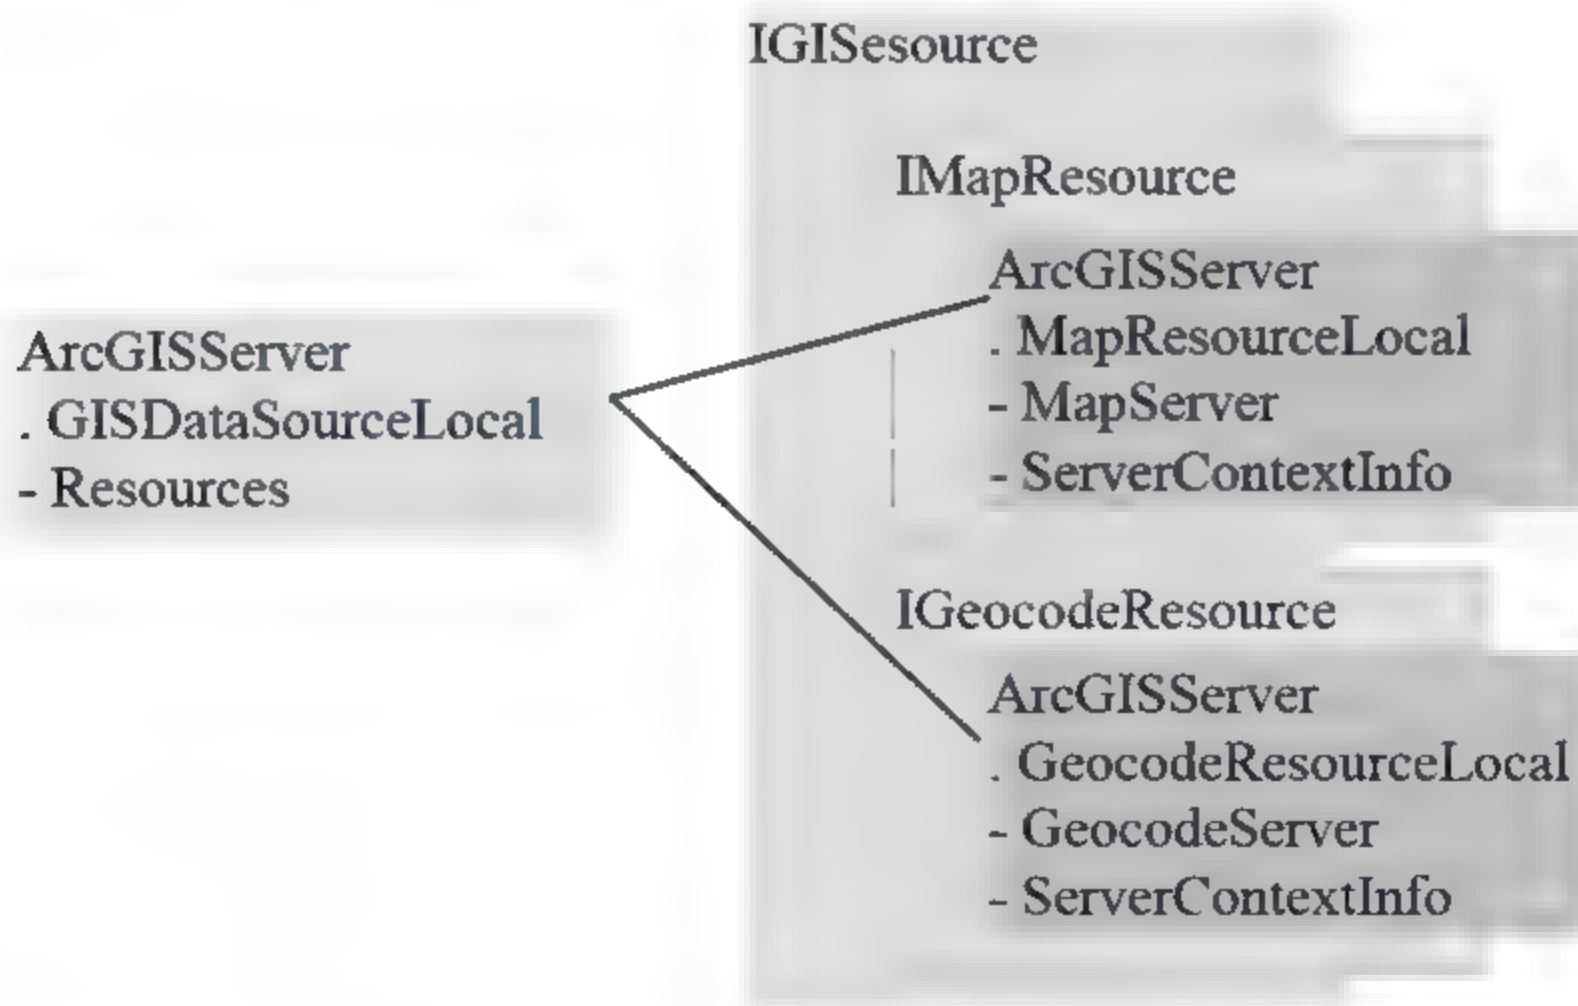 ArcGISServer
. GISDataSourceLocal
- Resources
IGISesource
IMapResource
ArcGISServer
. MapResourceLocal
- MapServer
- ServerContextInfo
IGeocodeResource
ArcGISServer
. GeocodeResourceLocal
- GeocodeServer
- ServerContextInfo